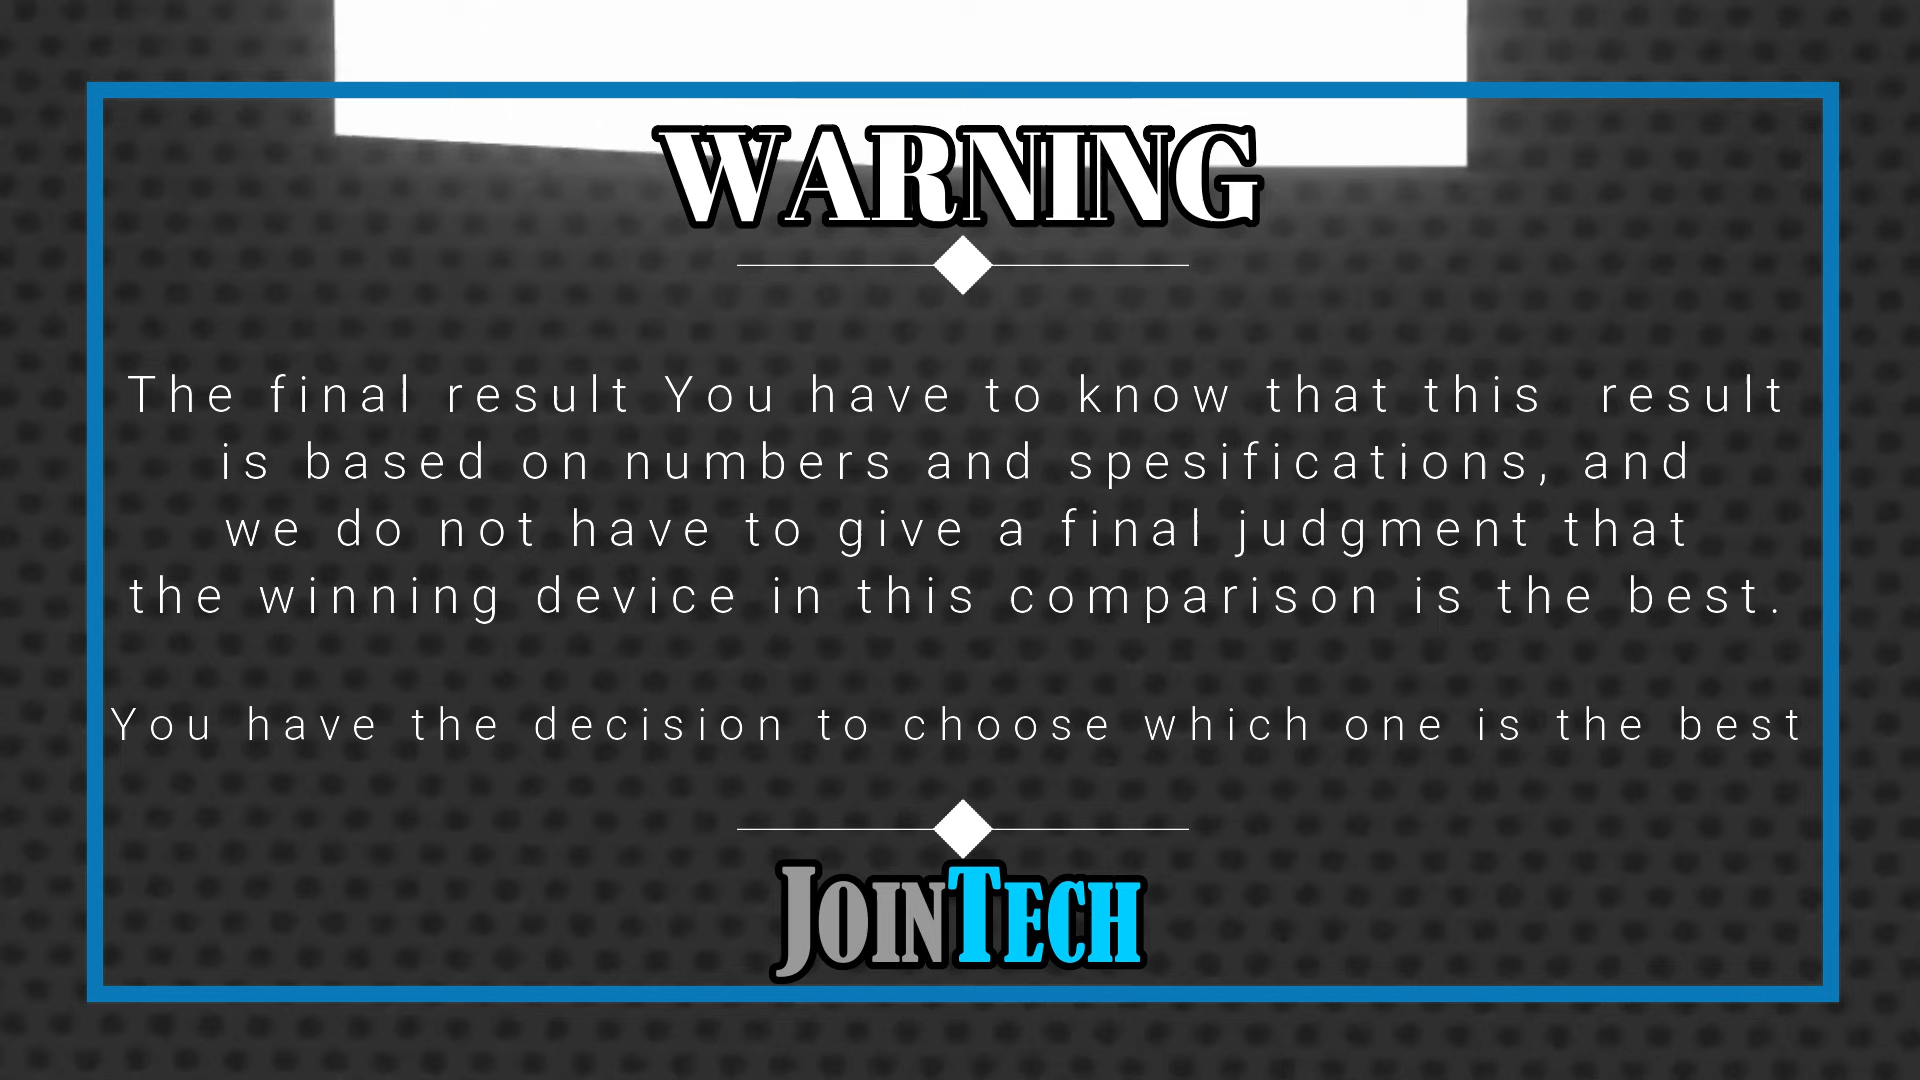 WARNING
The final result You have to know that this  result
is based on numbers and spesifications, and
we do not have to give a final judgment that
the winning device in this comparison is the best.
You have the decision to choose which one is the best
JOINTECH